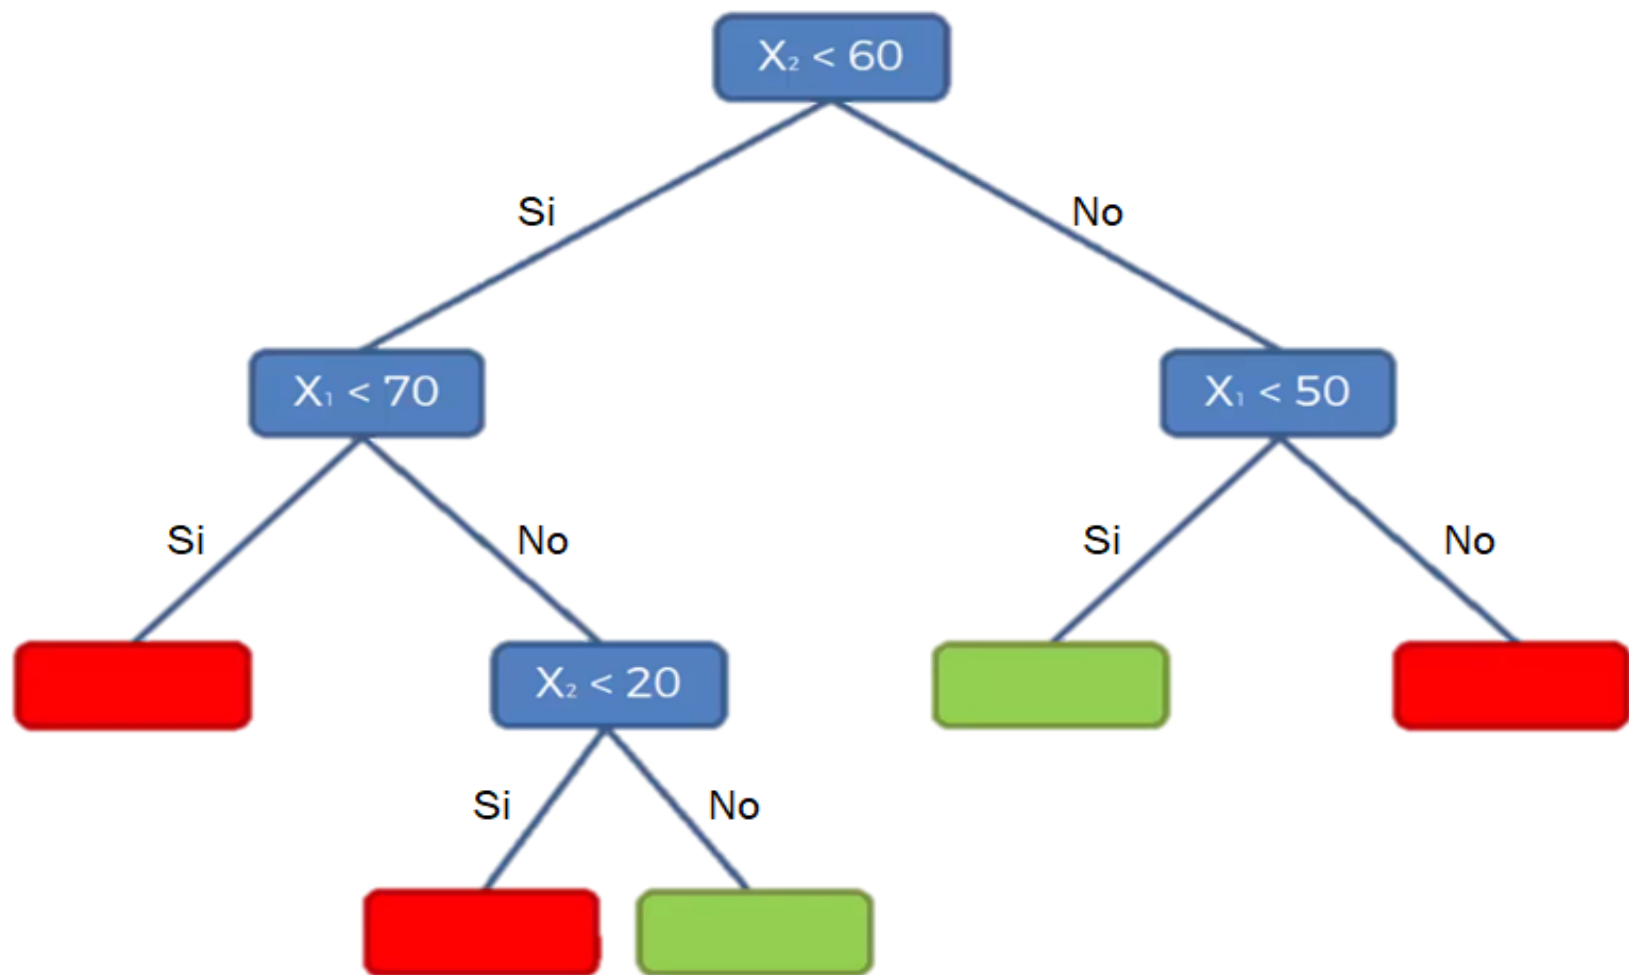 X₂ < 60
Si
No
X₁ < 70
X₁ < 50
Si
No
Si
No
X₂ < 20
Si
No